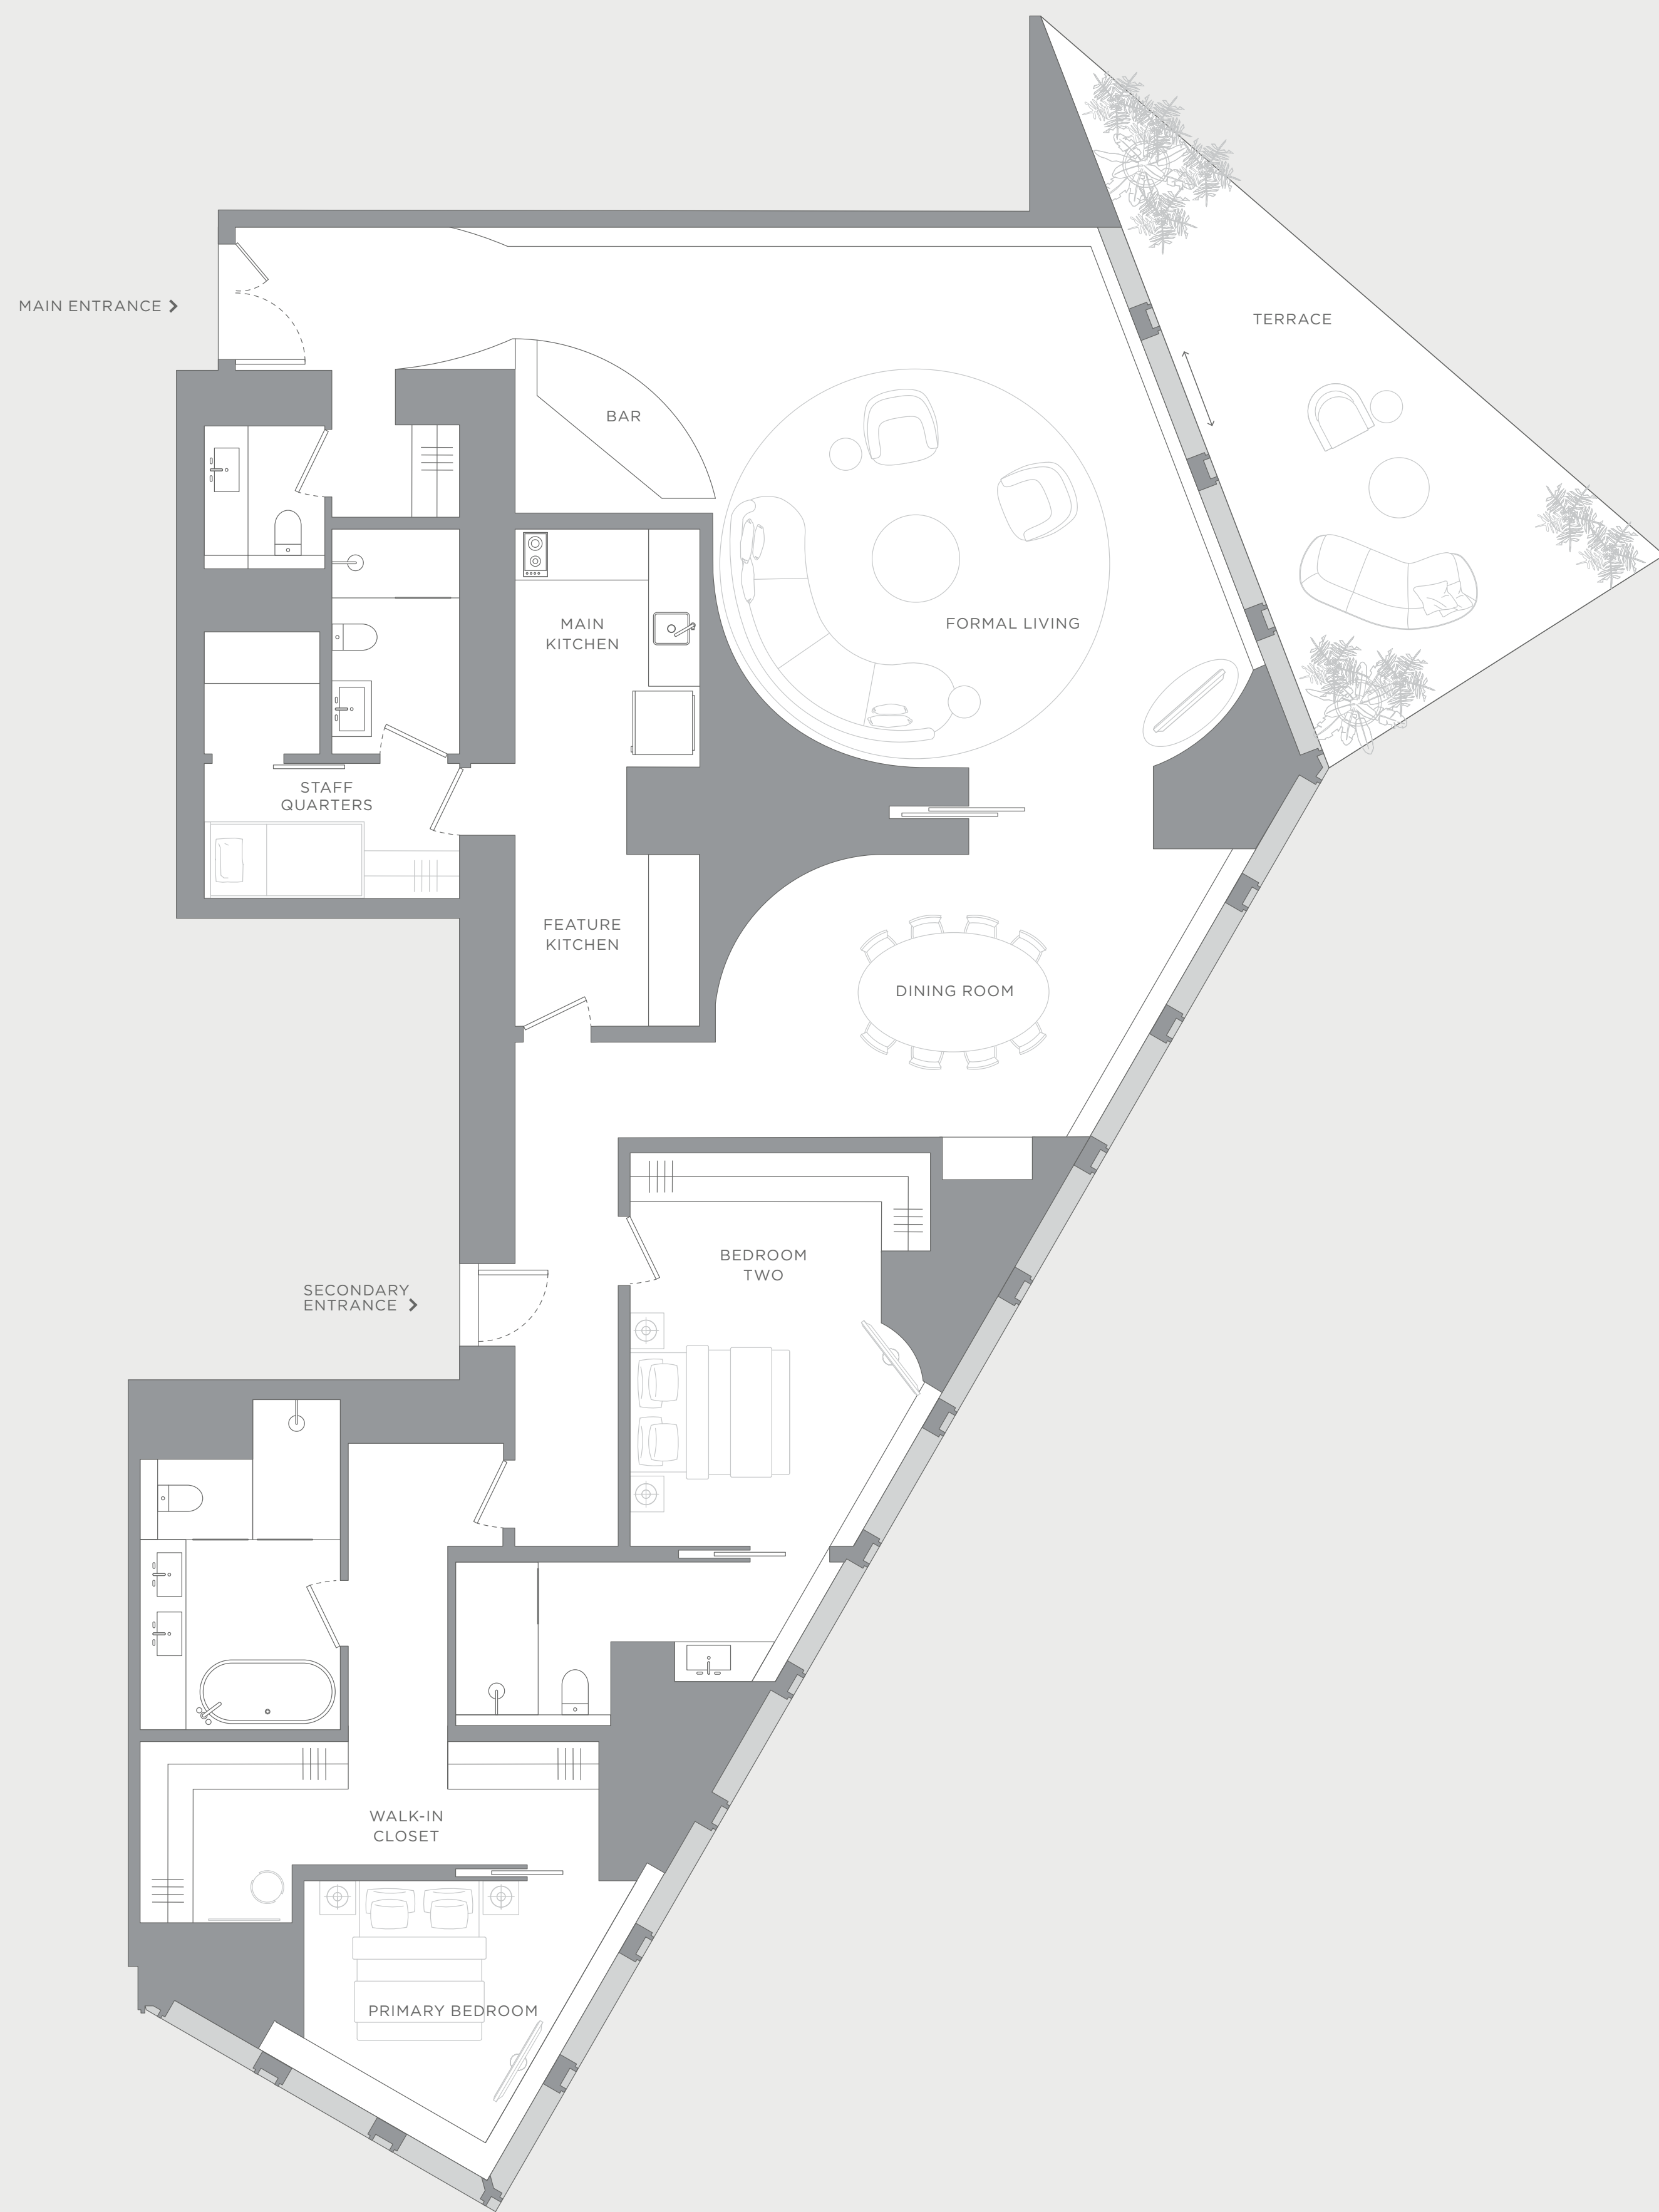 MAIN ENTRANCE
TERRACE
BAR
MAIN
KITCHEN
FORMAL LIVING
STAFF
QUARTERS
FEATURE
KITCHEN
DINING ROOM
BEDROOM
TWO
SECONDARY
ENTRANCE
WALK-IN
CLOSET
PRIMARY BEDROOM